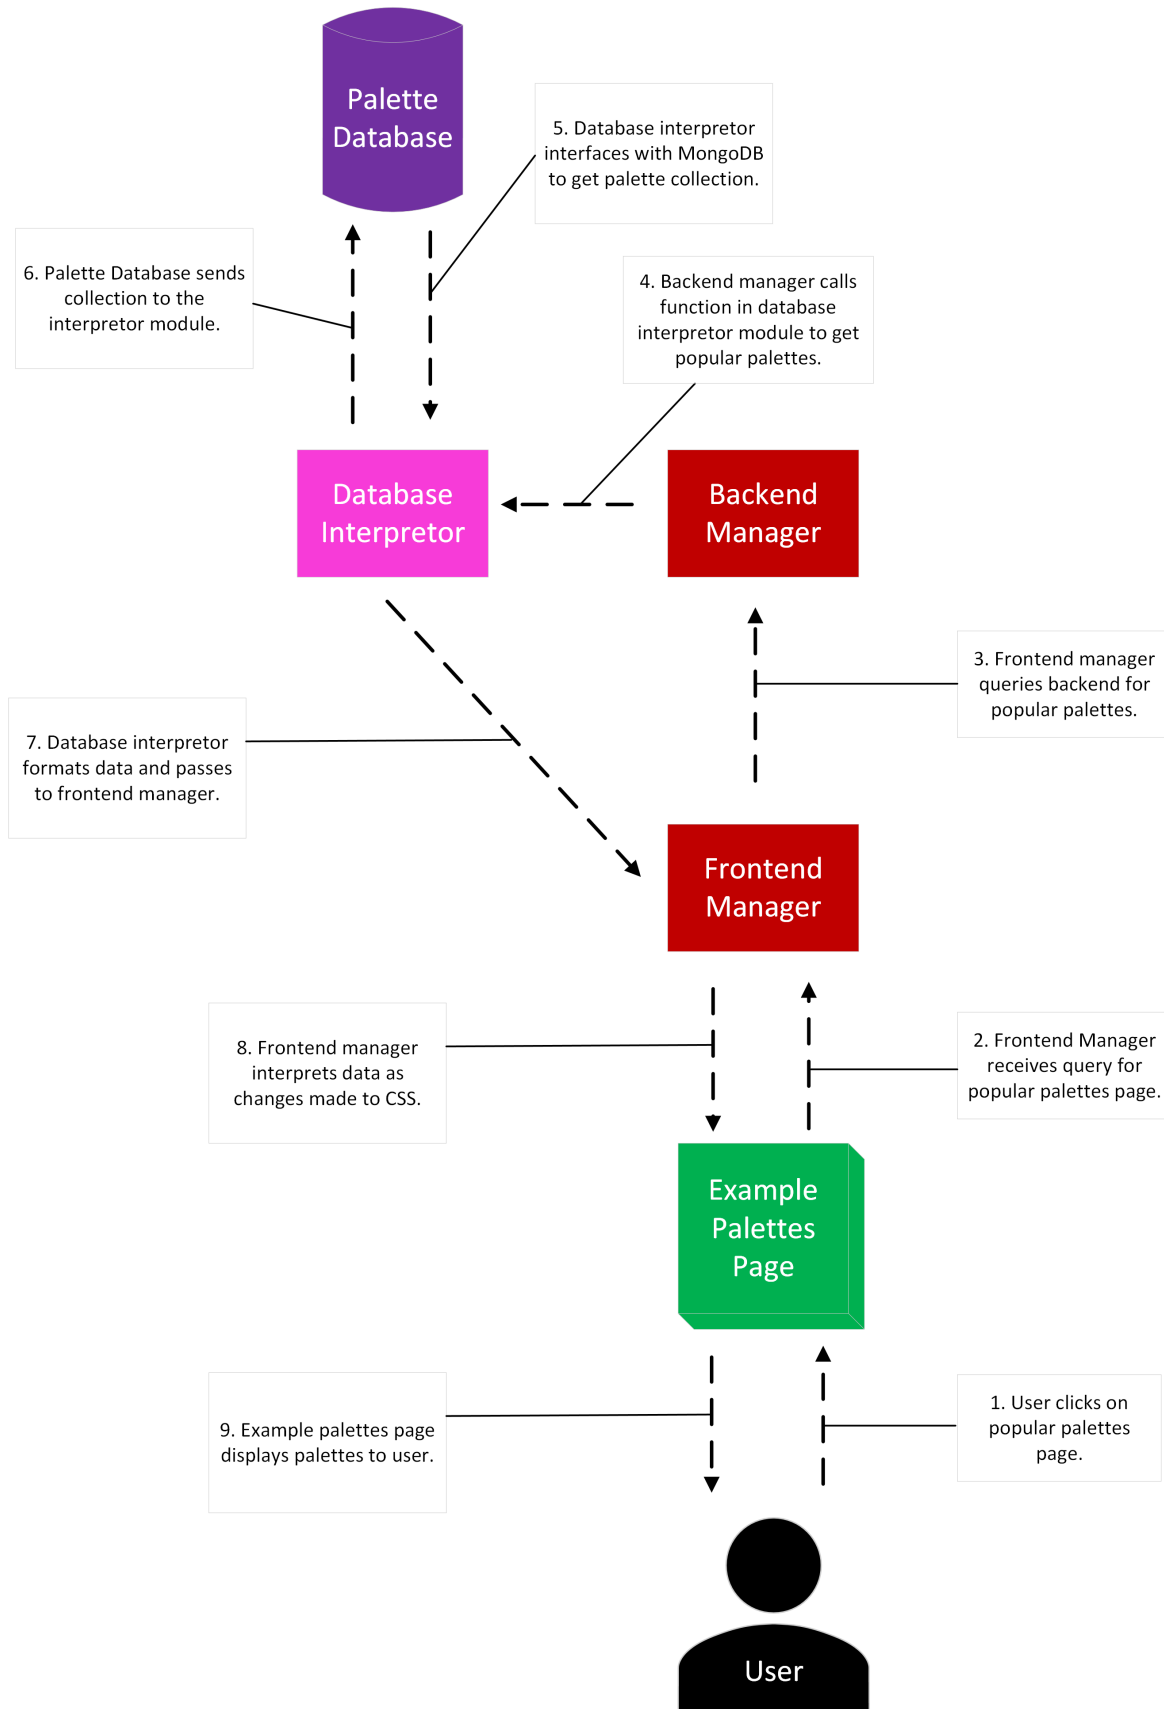 Palette
Database
5. Database interpretor
interfaces with MongoDB
to get palette collection.
6. Palette Database sends
collection to the
interpretor module.
4. Backend manager calls
function in database
interpretor module to get
popular palettes.
Database
Interpretor
Backend
Manager
3. Frontend manager
queries backend for
popular palettes.
7. Database interpretor
formats data and passes
to frontend manager.
Frontend
Manager
8. Frontend manager
interprets data as
changes made to CSS.
2. Frontend Manager
receives query for
popular palettes page.
Example
Palettes
Page
9. Example palettes page
displays palettes to user.
1. User clicks on
popular palettes
page.
User